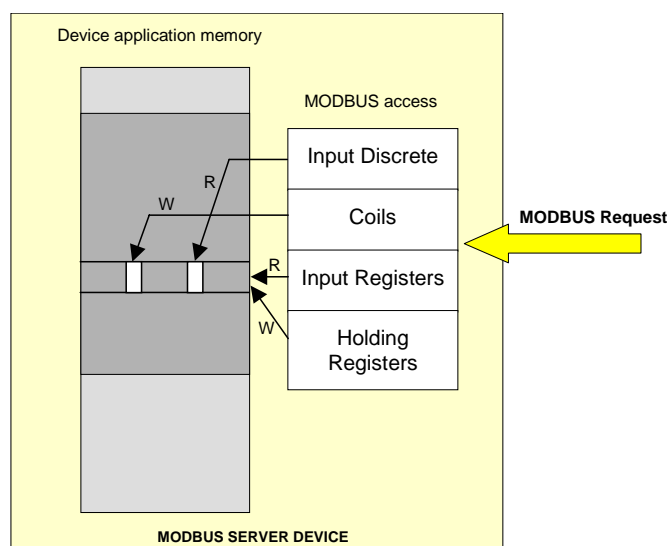 Device application memory
MODBUS access
Input Discrete
R
Coils
W
MODBUS Request
Input Registers
R
Holding
Registers
W
MODBUS SERVER DEVICE